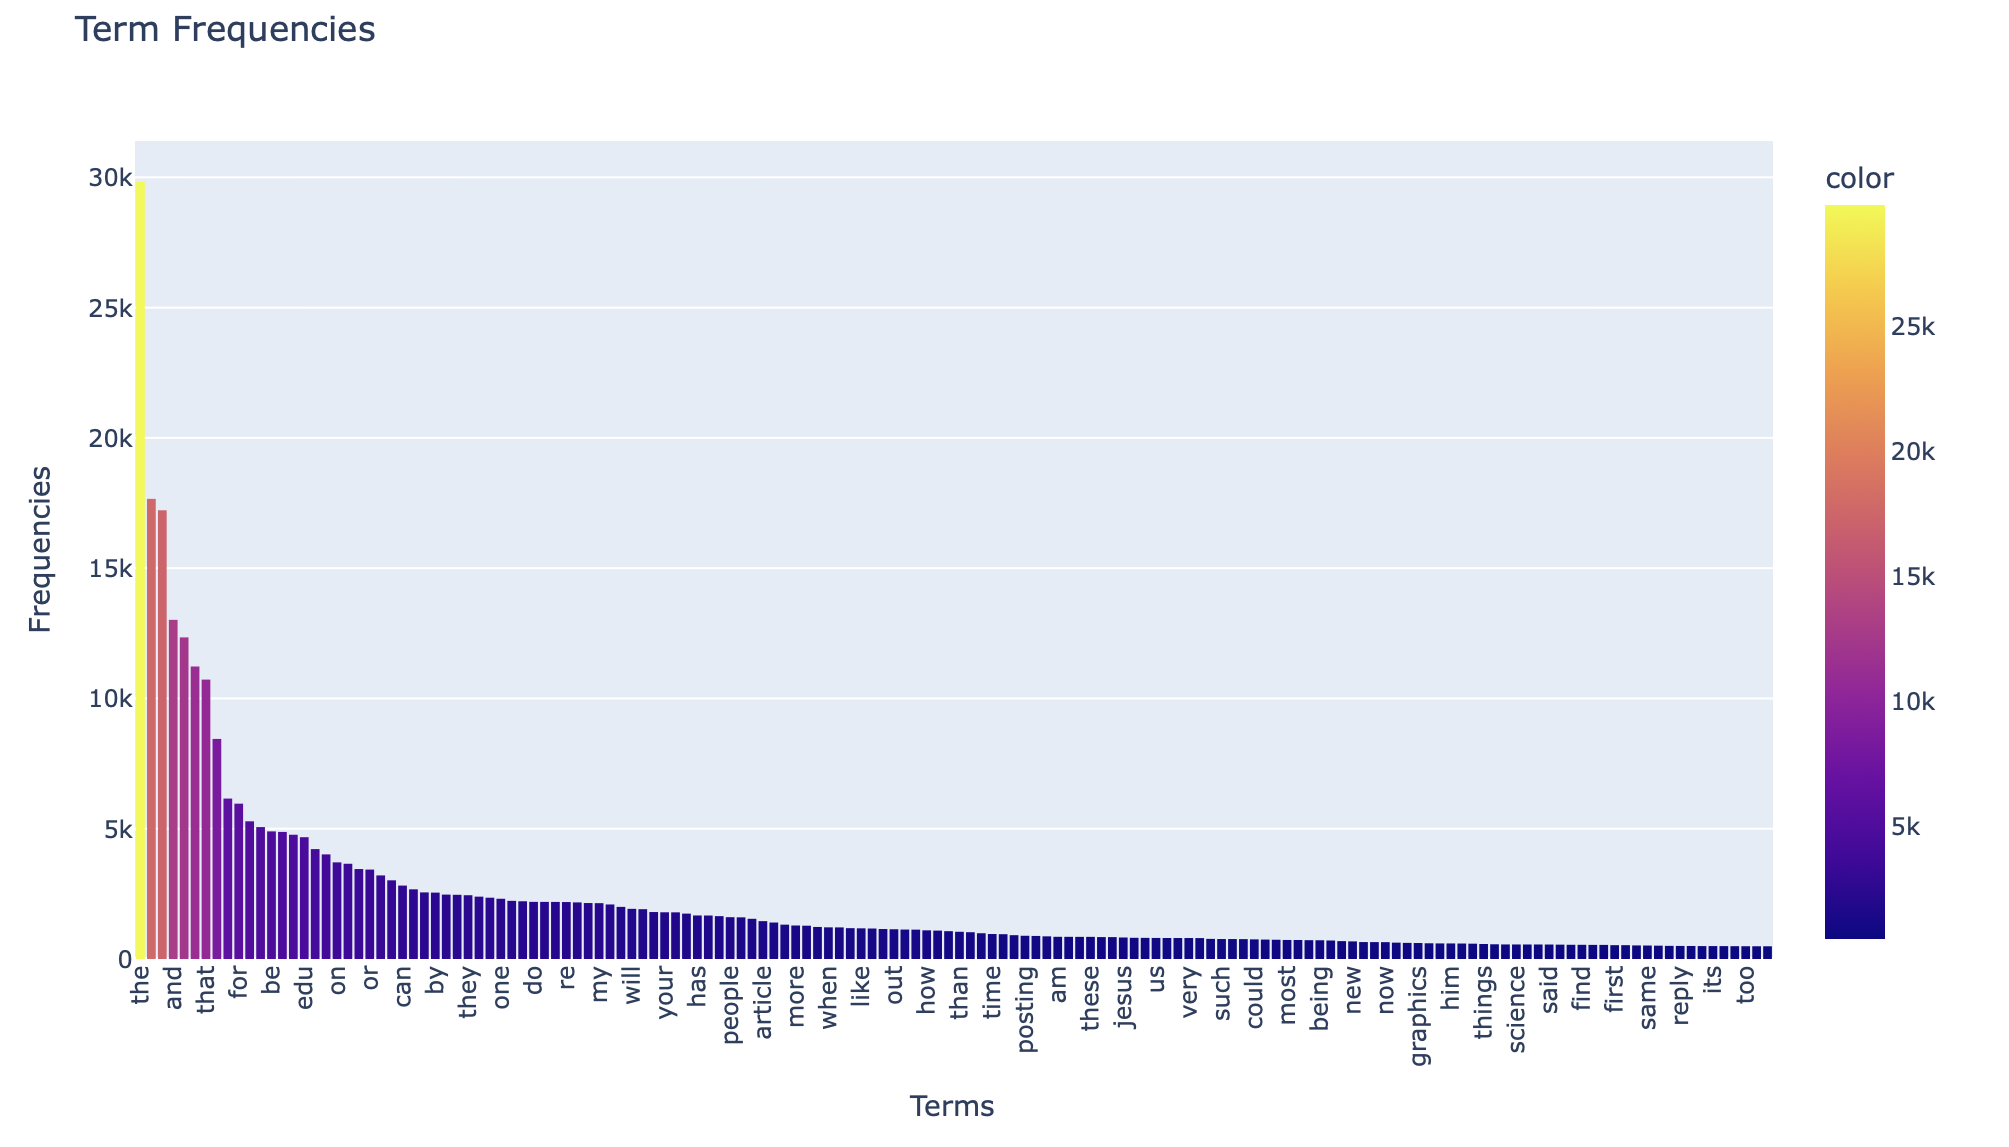 Term Frequencies
color
30k
25k
20k
15k
10k
5k
0
25k
20k
15k
10k
5k
Frequencies
the
and
that
for
be
edu
on
or
can
by
they
one
do
re
my
will
your
has
people
article
more
when
like
out
how
than
time
posting
am
these
jesus
us
very
such
could
most
being
new
now
graphics
him
things
science
said
find
first
same
reply
its
too
Terms